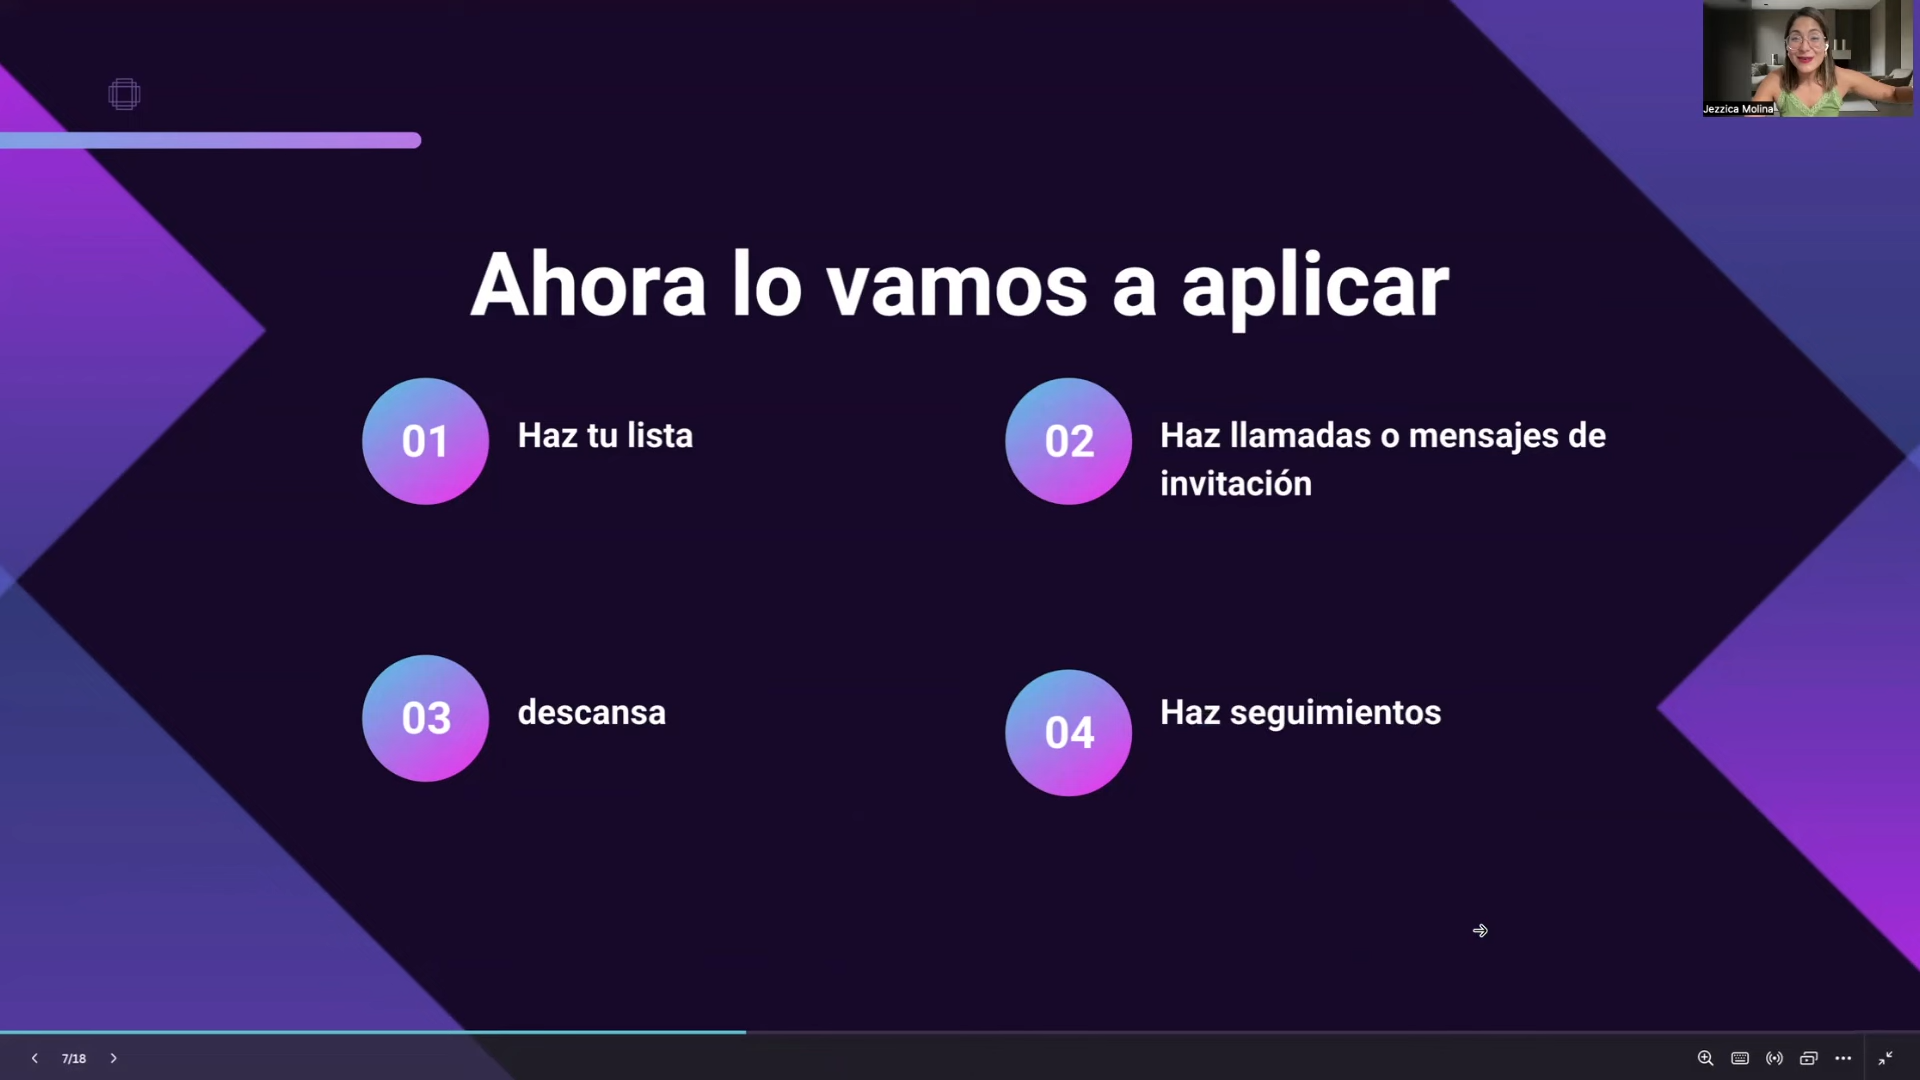 Jezzica Molina
Ahora lo vamos a aplicar
01
Haz tu lista
02
Haz llamadas o mensajes de
invitación
03
descansa
04
Haz seguimientos
7/18